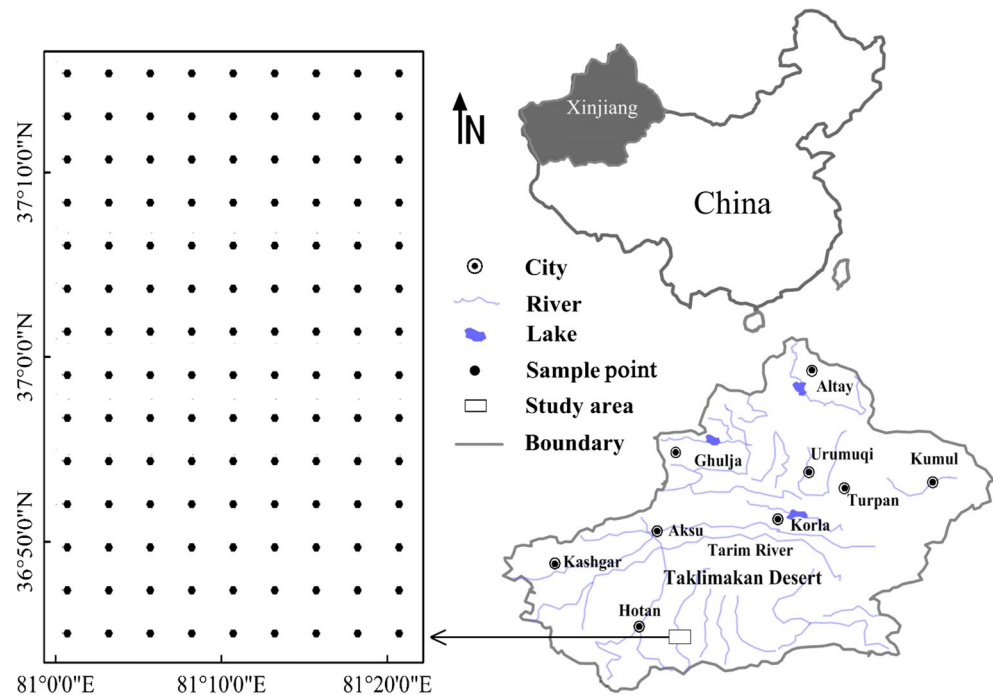 37°10'0"N
37°0'0"N
36°50'0"N
81°0'0"E
81°10'0"E
81°20'0"E
N
Xinjiang
China
City
River
Lake
Sample point
Study area
Boundary
Altay
Ghulja
Urumuqi
Kumul
Turpan
Korla
Aksu
Tarim River
Kashgar
Taklimakan Desert
Hotan